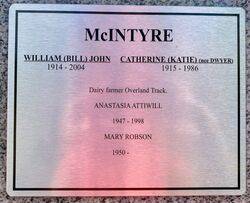 McINTYRE
WILLIAM (BILL) JOHN CATHERINE (KATIE) (nee DWYER)
1914 - 2004 1915 - 1986
Dairy farmer Overland Track.
ANASTASIA ATTIWILL
1947 - 1998
MARY ROBSON
1950 -